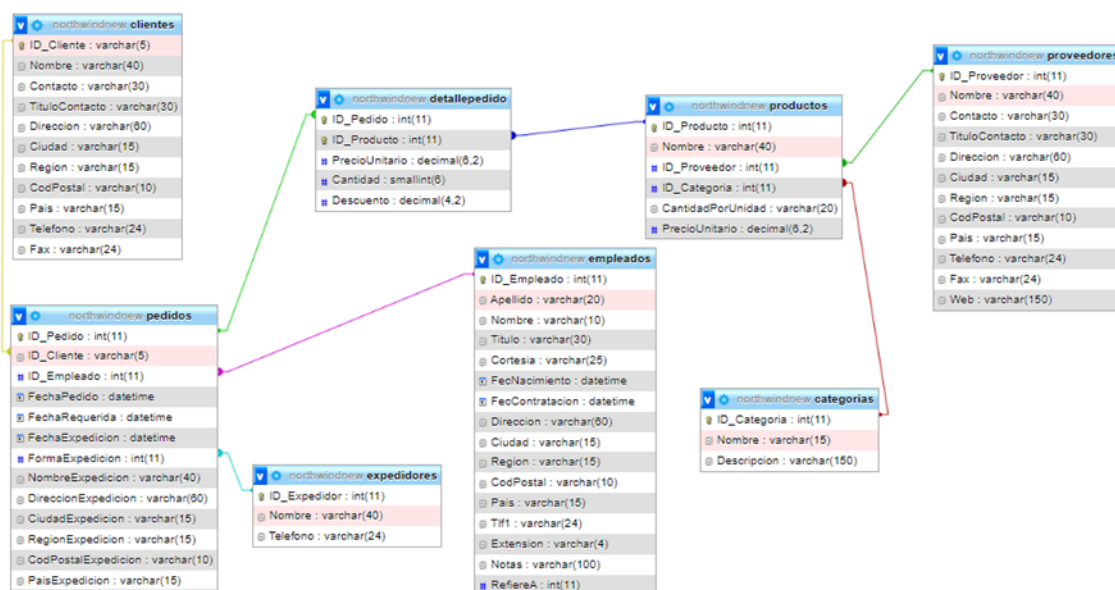 northwindnew clientes
ID_Cliente : varchar(5)
Nombre : varchar(40)
Contacto : varchar(30)
TituloContacto : varchar(30)
Direccion : varchar(60)
Ciudad : varchar(15)
Region : varchar(15)
CodPostal : varchar(10)
Pais : varchar(15)
Telefono : varchar(24)
Fax : varchar(24)
northwindnew detallepedido
ID_Pedido : int(11)
ID_Producto : int(11)
PrecioUnitario : decimal(6,2)
Cantidad : smallint(6)
Descuento : decimal(4,2)
northwindnew productos
ID_Producto : int(11)
Nombre : varchar(40)
ID_Proveedor : int(11)
ID_Categoria : int(11)
CantidadPorUnidad : varchar(20)
PrecioUnitario : decimal(6,2)
northwindnew proveedores
ID_Proveedor : int(11)
Nombre : varchar(40)
Contacto : varchar(30)
TituloContacto : varchar(30)
Direccion : varchar(60)
Ciudad : varchar(15)
Region : varchar(15)
CodPostal : varchar(10)
Pais : varchar(15)
Telefono : varchar(24)
Fax : varchar(24)
Web : varchar(150)
northwindnew pedidos
ID_Pedido : int(11)
ID_Cliente : varchar(5)
ID_Empleado : int(11)
FechaPedido : datetime
FechaRequerida : datetime
FechaExpedicion : datetime
FormaExpedicion : int(11)
NombreExpedicion : varchar(40)
DireccionExpedicion : varchar(60)
CiudadExpedicion : varchar(15)
RegionExpedicion : varchar(15)
CodPostalExpedicion : varchar(10)
PaisExpedicion : varchar(15)
northwindnew expedidores
ID_Expedidor : int(11)
Nombre : varchar(40)
Telefono : varchar(24)
northwindnew empleados
ID_Empleado : int(11)
Apellido : varchar(20)
Nombre : varchar(10)
Titulo : varchar(30)
Cortesia : varchar(25)
FecNacimiento : datetime
FecContratacion : datetime
Direccion : varchar(60)
Ciudad : varchar(15)
Region : varchar(15)
CodPostal : varchar(10)
Pais : varchar(15)
Tlf1 : varchar(24)
Extension : varchar(4)
Notas : varchar(100)
RefiereA : int(11)
northwindnew categorias
ID_Categoria : int(11)
Nombre : varchar(15)
Descripcion : varchar(150)